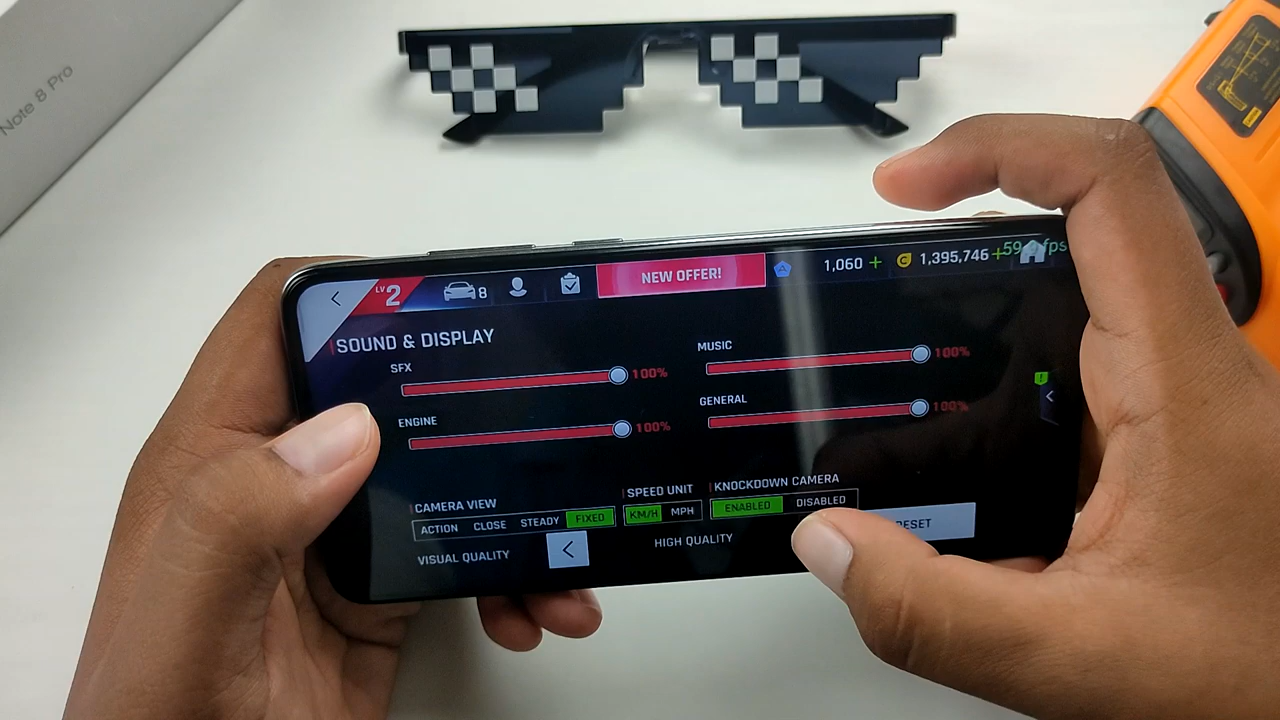 Note 8 Pro
LV 2
8
NEW OFFER!
1,060 +
1,395,746 +
fps
SOUND & DISPLAY
SFX
100%
MUSIC
100%
ENGINE
100%
GENERAL
100%
CAMERA VIEW
ACTION CLOSE STEADY FIXED
SPEED UNIT
KM/H MPH
KNOCKDOWN CAMERA
ENABLED DISABLED
VISUAL QUALITY
HIGH QUALITY
RESET